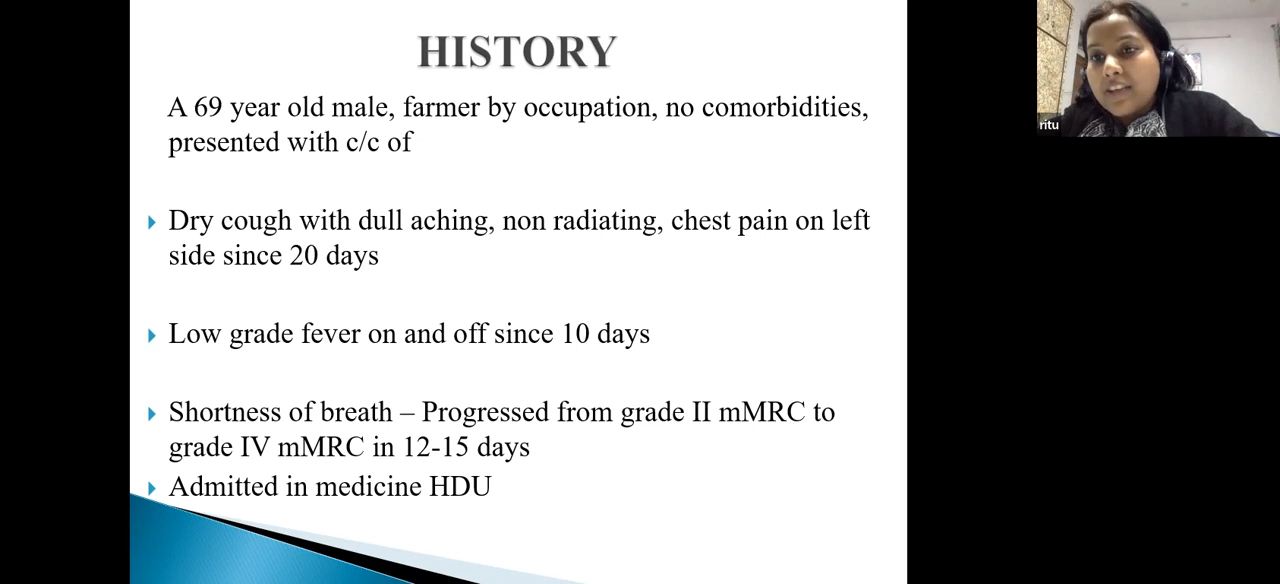 HISTORY
A 69 year old male, farmer by occupation, no comorbidities,
presented with c/c of
Dry cough with dull aching, non radiating, chest pain on left
side since 20 days
Low grade fever on and off since 10 days
Shortness of breath – Progressed from grade II mMRC to
grade IV mMRC in 12-15 days
Admitted in medicine HDU
ritu